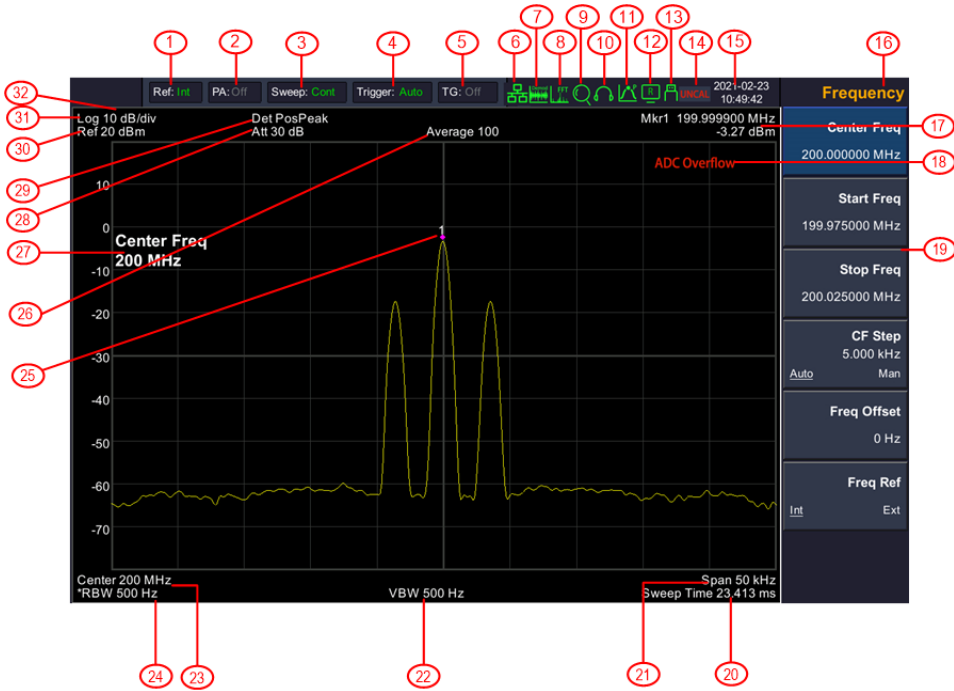 1 2 3 4 5 6 7 8 9 10 11 12 13 14 15 16
Ref: Int PA: Off Sweep: Cont Trigger: Auto TG: Off FFT R UNCAL 2021-02-23
10:49:42
Frequency
32
31 Log 10 dB/div Det PosPeak Mkr1 199.999900 MHz
30 Ref 20 dBm Att 30 dB Average 100 -3.27 dBm
17
ADC Overflow 18
29
28
27
26
25
10
0
-10
-20
-30
-40
-50
-60
-70
Center Freq
200 MHz
1
Center Freq
200.000000 MHz
Start Freq
199.975000 MHz
19
Stop Freq
200.025000 MHz
CF Step
5.000 kHz
Auto Man
Freq Offset
0 Hz
Freq Ref
Int Ext
Center 200 MHz Span 50 kHz
*RBW 500 Hz VBW 500 Hz Sweep Time 23.413 ms
24 23 22 21 20